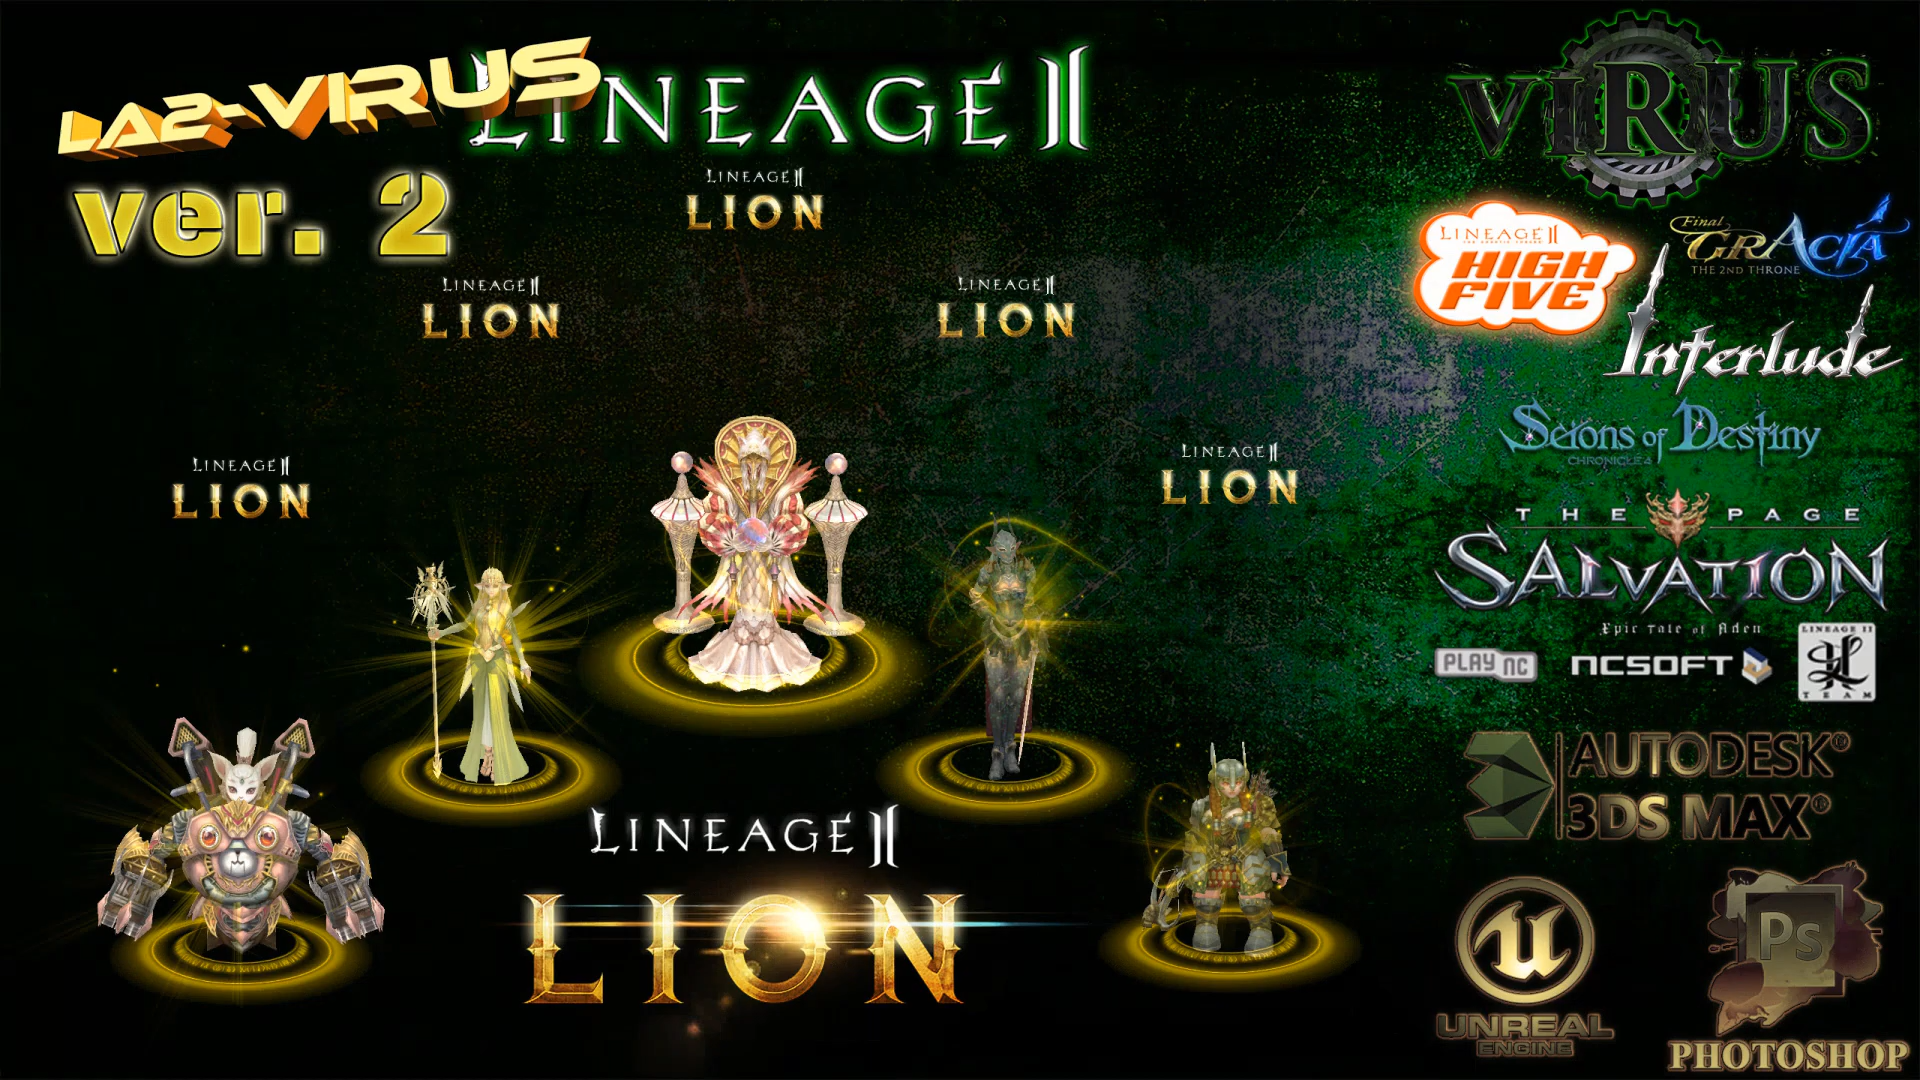 LA2-VIRUS
LINEAGE II
ver. 2
LINEAGE II
LION
LINEAGE II
LION
LINEAGE II
LION
LINEAGE II
LION
LINEAGE II
LION
LINEAGE II
LION
VIRUS
LINEAGE II
HIGH
FIVE
Final
GRACIA
THE 2ND THRONE
Interlude
Scions of Destiny
CHRONICLE 4
THE PAGE
SALVATION
Epic Tale of Aden
PLAY NC
NCSOFT
LINEAGE II
TEAM
AUTODESK®
3DS MAX®
UNREAL
ENGINE
Ps
PHOTOSHOP